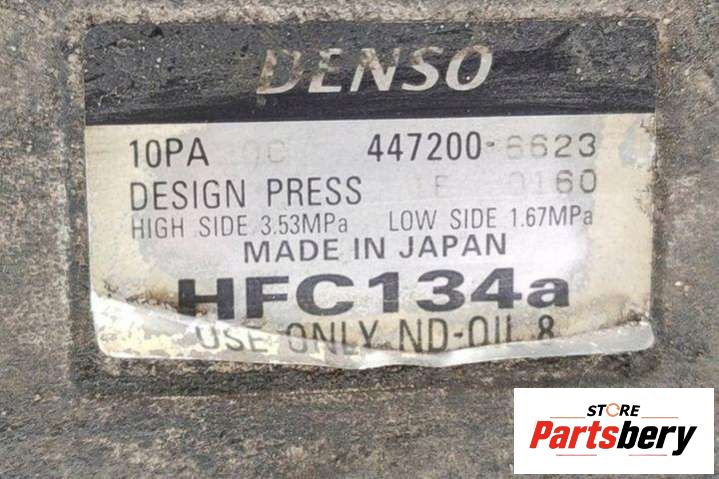 DENSO
10PA 447200-6623
DESIGN PRESS 0160
HIGH SIDE 3.53MPa LOW SIDE 1.67MPa
MADE IN JAPAN
HFC134a
USE ONLY ND-OIL 8
STORE
Partsbery